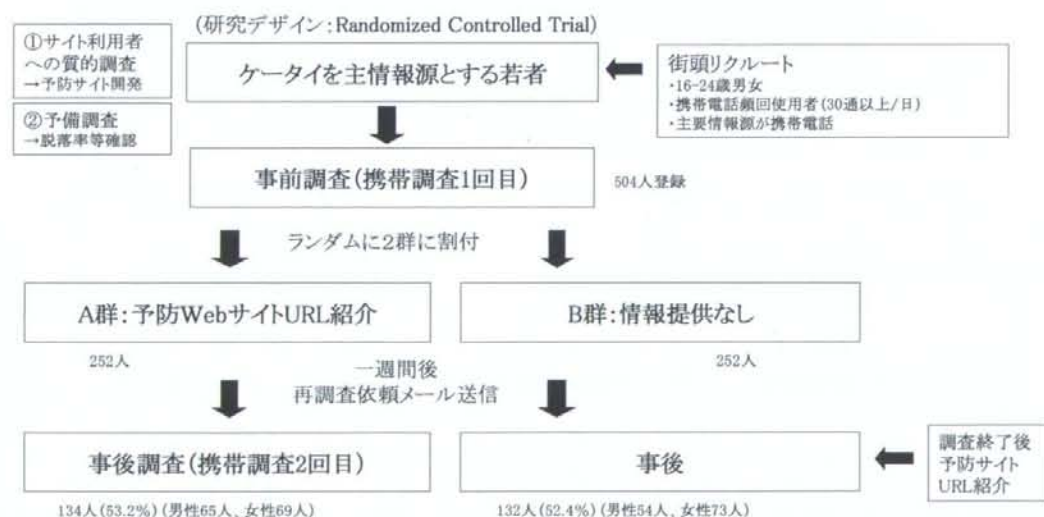 (研究デザイン:Randomized Controlled Trial)
①サイト利用者
への質的調査
→予防サイト開発
②予備調査
→脱落率等確認
ケータイを主情報源とする若者
街頭リクルート
・16-24歳男女
・携帯電話頻回使用者(30通以上/日)
・主要情報源が携帯電話
事前調査(携帯調査1回目)
504人登録
ランダムに2群に割付
A群:予防WebサイトURL紹介
B群:情報提供なし
252人
252人
一週間後
再調査依頼メール送信
事後調査(携帯調査2回目)
事後
調査終了後
予防サイト
URL紹介
134人(53.2%)(男性65人、女性69人)
132人(52.4%)(男性54人、女性73人)